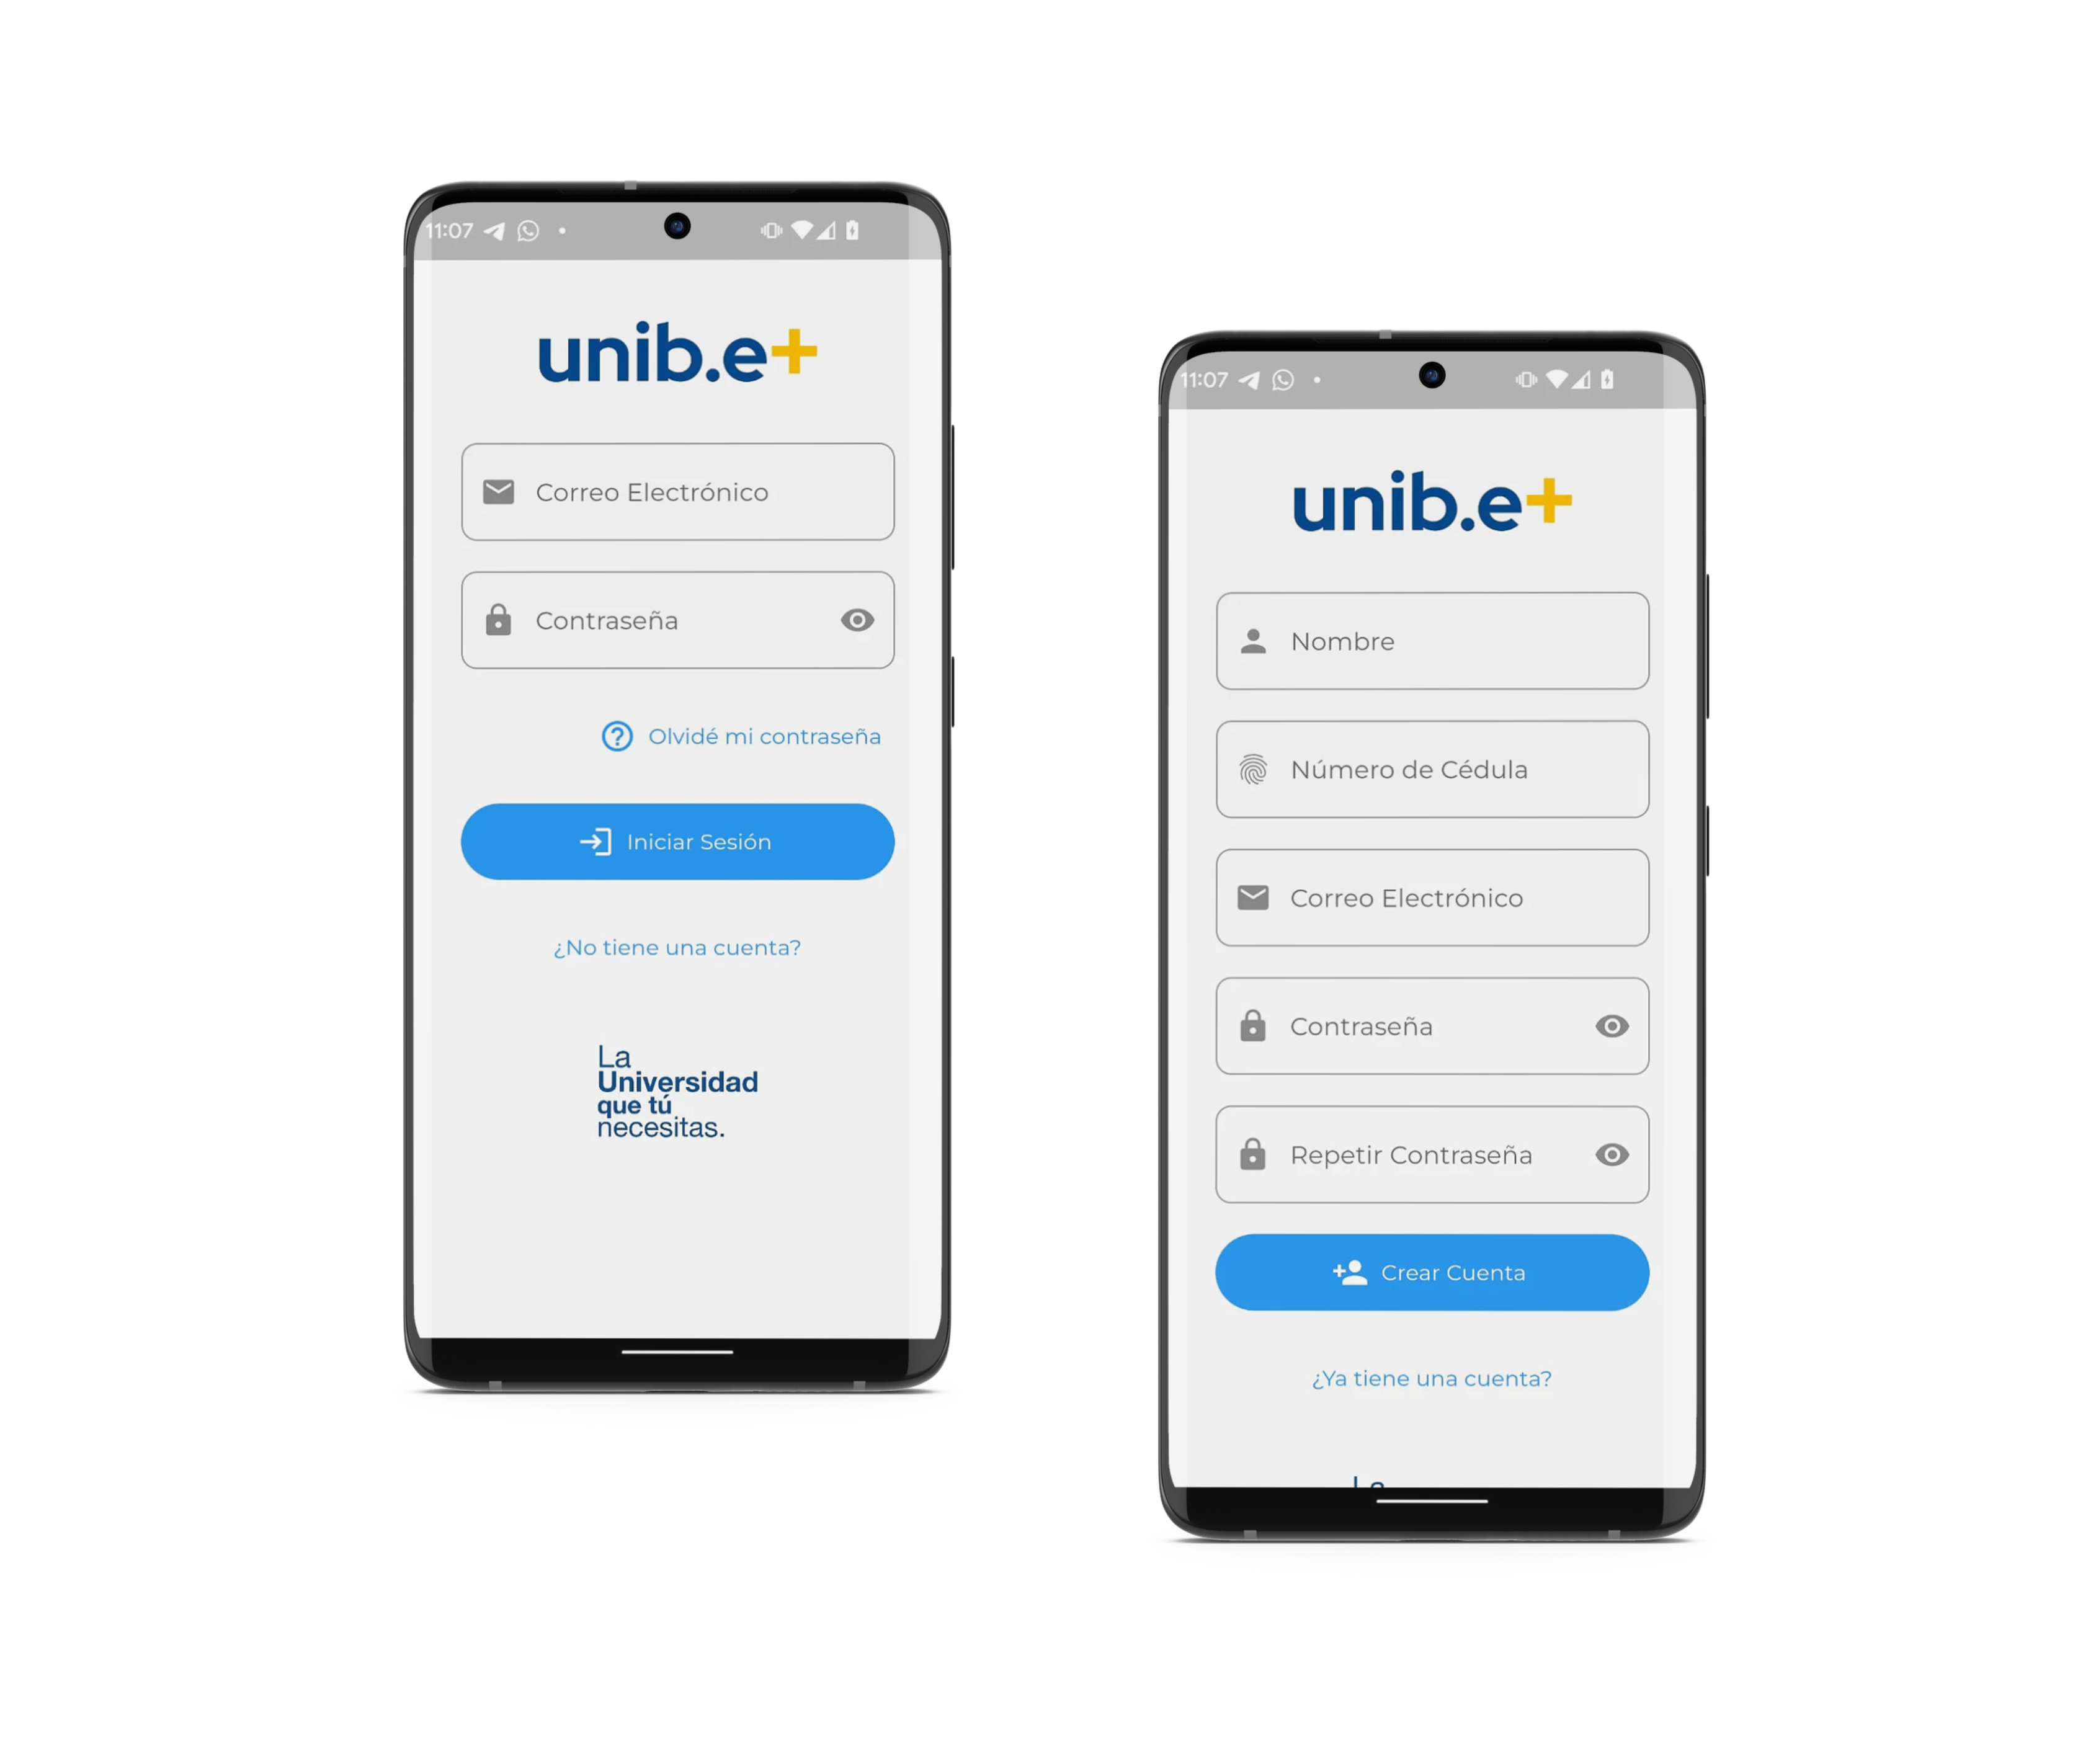 11:07
unib.e+
Correo Electrónico
Contraseña
Olvidé mi contraseña
Iniciar Sesión
¿No tiene una cuenta?
La
Universidad
que tú
necesitas.
11:07
unib.e+
Nombre
Número de Cédula
Correo Electrónico
Contraseña
Repetir Contraseña
Crear Cuenta
¿Ya tiene una cuenta?
La